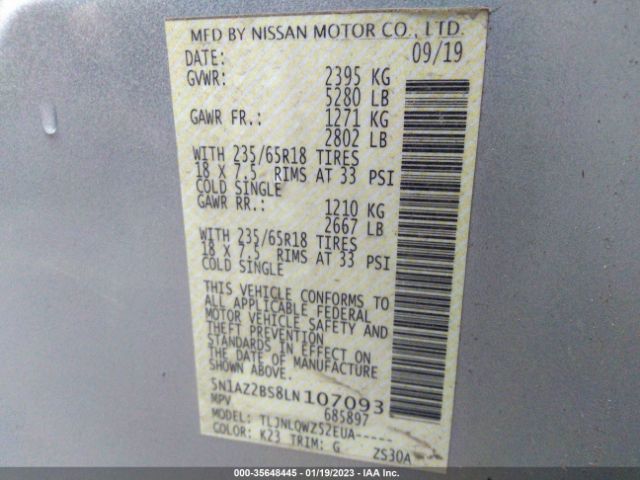 MFD BY NISSAN MOTOR CO., LTD.
DATE: 09/19
GVWR: 2395 KG
5280 LB
GAWR FR.: 1271 KG
2802 LB
WITH 235/65R18 TIRES
18 X 7.5 RIMS AT 33 PSI
COLD SINGLE
GAWR RR.: 1210 KG
2667 LB
WITH 235/65R18 TIRES
18 X 7.5 RIMS AT 33 PSI
COLD SINGLE
THIS VEHICLE CONFORMS TO
ALL APPLICABLE FEDERAL
MOTOR VEHICLE SAFETY AND
THEFT PREVENTION
STANDARDS IN EFFECT ON
THE DATE OF MANUFACTURE
SHOWN ABOVE.
5N1AZ2BS8LN107093
MPV 685897
MODEL: TLJNLQWZ52EUA-----
COLOR: K23 TRIM: G ZS30A
000-35648445 - 01/19/2023 - IAA Inc.